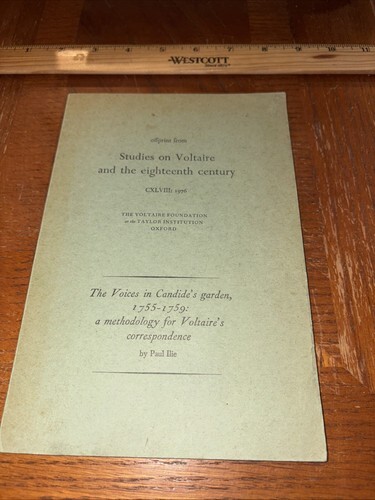 WESTCOTT
offprint from
Studies on Voltaire
and the eighteenth century
CXLVIII: 1976
THE VOLTAIRE FOUNDATION
at the TAYLOR INSTITUTION
OXFORD
The Voices in Candide's garden,
1755-1759:
a methodology for Voltaire's
correspondence
by Paul Ilie